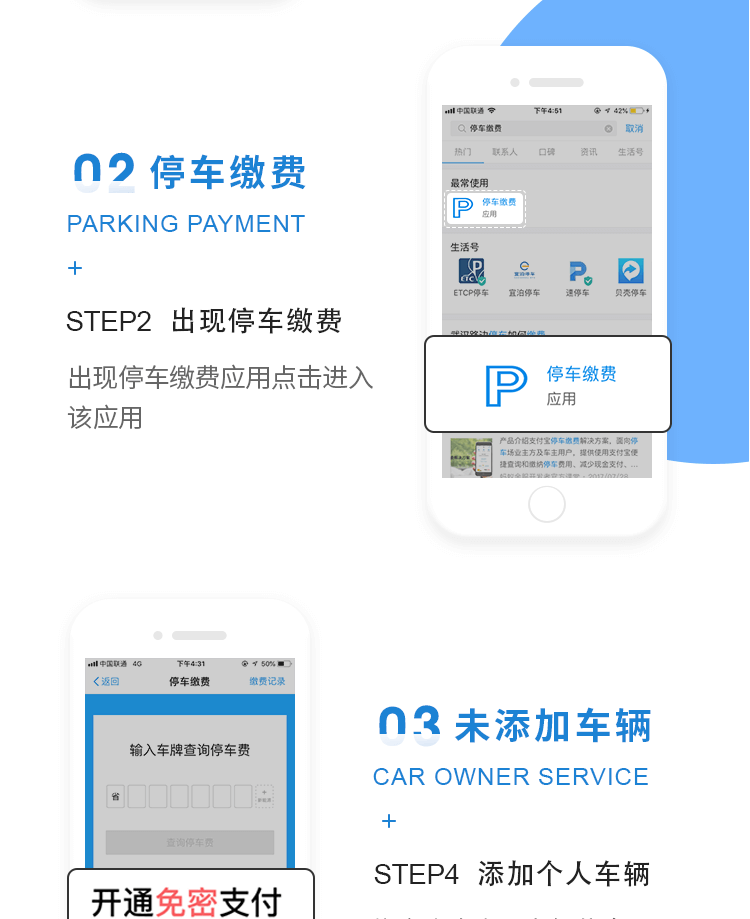 02 停车缴费
PARKING PAYMENT
+
STEP2 出现停车缴费
出现停车缴费应用点击进入
该应用
中国联通 下午4:51 42%
停车缴费 取消
热门 联系人 口碑 资讯 生活号
最常使用
停车缴费
应用
生活号
ETCP停车 宜泊停车 速停车 贝壳停车
P 停车缴费
应用
产品介绍支付宝停车缴费解决方案，面向停
车场业主方及车主用户，提供使用支付宝便
捷查询和缴纳停车费用、减少现金支付、...
中国联通 4G 下午4:31 50%
返回 停车缴费 缴费记录
输入车牌查询停车费
省
查询停车费
开通免密支付
03 未添加车辆
CAR OWNER SERVICE
+
STEP4 添加个人车辆